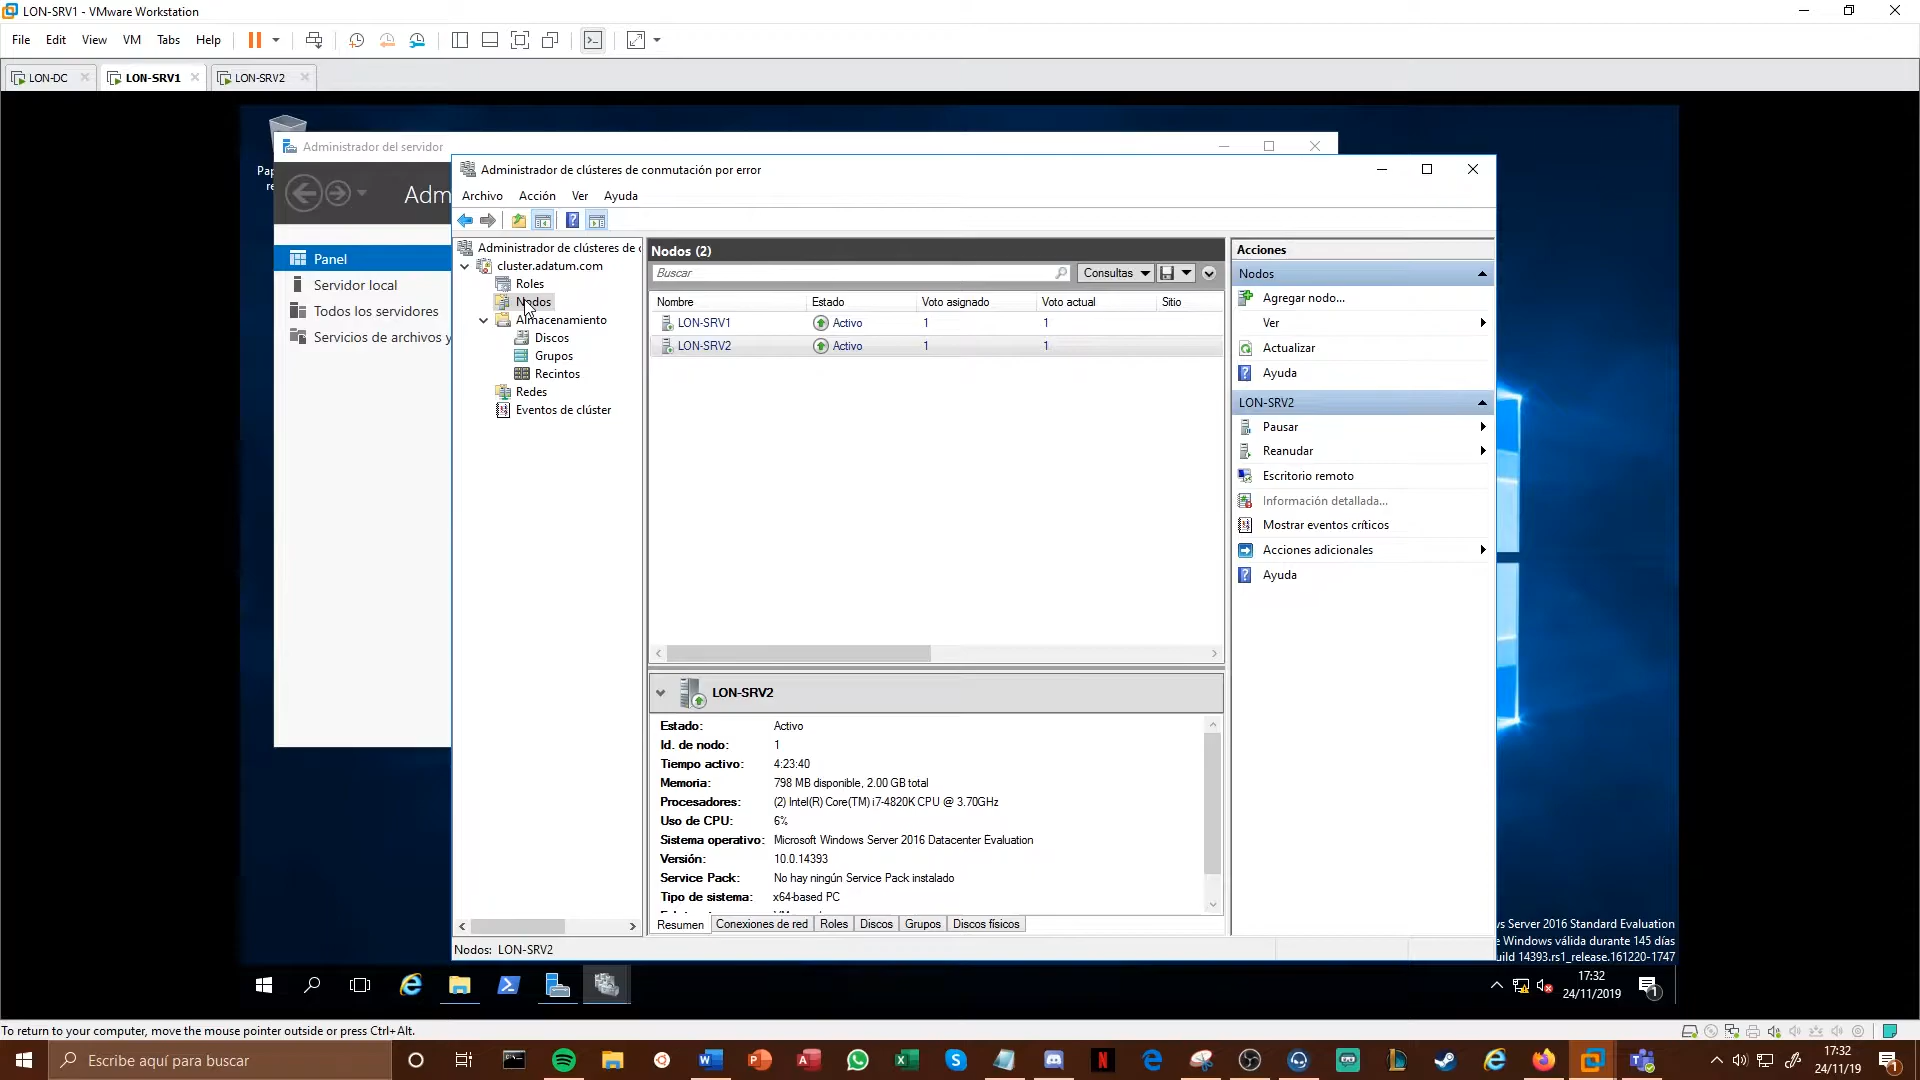 LON-SRV1 - VMware Workstation
File Edit View VM Tabs Help
LON-DC LON-SRV1 LON-SRV2
Administrador del servidor
Adm
Panel
Servidor local
Todos los servidores
Servicios de archivos y
Administrador de clústeres de conmutación por error
Archivo Acción Ver Ayuda
Administrador de clústeres de c
cluster.adatum.com
Roles
Nodos
Almacenamiento
Discos
Grupos
Recintos
Redes
Eventos de clúster
Nodos (2)
Buscar Consultas
Nombre Estado Voto asignado Voto actual Sitio
LON-SRV1 Activo 1 1
LON-SRV2 Activo 1 1
LON-SRV2
Estado: Activo
Id. de nodo: 1
Tiempo activo: 4:23:40
Memoria: 798 MB disponible, 2.00 GB total
Procesadores: (2) Intel(R) Core(TM) i7-4820K CPU @ 3.70GHz
Uso de CPU: 6%
Sistema operativo: Microsoft Windows Server 2016 Datacenter Evaluation
Versión: 10.0.14393
Service Pack: No hay ningún Service Pack instalado
Tipo de sistema: x64-based PC
Resumen Conexiones de red Roles Discos Grupos Discos físicos
Nodos: LON-SRV2
Acciones
Nodos
Agregar nodo...
Ver
Actualizar
Ayuda
LON-SRV2
Pausar
Reanudar
Escritorio remoto
Información detallada...
Mostrar eventos críticos
Acciones adicionales
Ayuda
vs Server 2016 Standard Evaluation
e Windows válida durante 145 días
uild 14393.rs1_release.161220-1747
17:32
24/11/2019
1
To return to your computer, move the mouse pointer outside or press Ctrl+Alt.
Escribe aquí para buscar
17:32
24/11/19
1